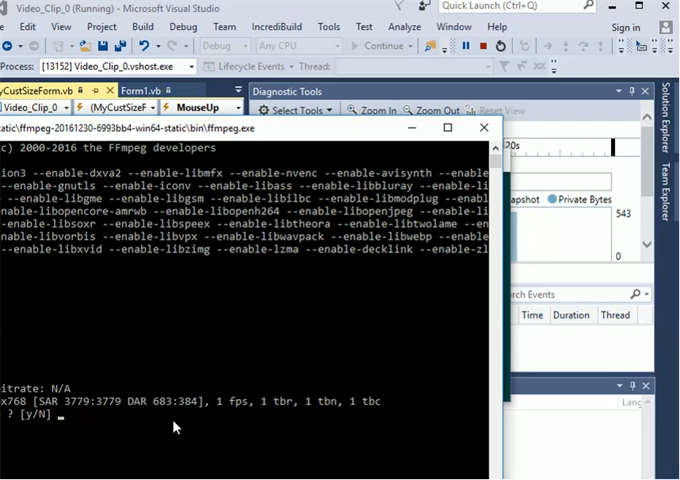 Video_Clip_0 (Running) - Microsoft Visual Studio
Quick Launch (Ctrl+Q)
Edit View Project Build Debug Team IncrediBuild Tools Test Analyze Window Help
Sign in
Debug Any CPU Continue
Process: [13152] Video_Clip_0.vshost.exe Lifecycle Events Thread:
MyCustSizeForm.vb Form1.vb Diagnostic Tools
Video_Clip_0 (MyCustSizeF MouseUp Select Tools Zoom In Zoom Out Reset View
Solution Explorer
Team Explorer
tatic\ffmpeg-20161230-6993bb4-win64-static\bin\ffmpeg.exe
c) 2000-2016 the FFmpeg developers
20s
ion3 --enable-dxva2 --enable-libmfx --enable-nvenc --enable-avisynth --enable
--enable-gnutls --enable-iconv --enable-libass --enable-libbluray --enable-li
--enable-libgme --enable-libgsm --enable-libilbc --enable-libmodplug --enable
libopencore-amrwb --enable-libopenh264 --enable-libopenjpeg --enable-li
--enable-libsoxr --enable-libspeex --enable-libtheora --enable-libtwolame --en
enable-libvorbis --enable-libvpx --enable-libwavpack --enable-libwebp --enable
--enable-libxvid --enable-libzimg --enable-lzma --enable-decklink --enable-zl
apshot Private Bytes
543
0
rch Events
Time Duration Thread
itrate: N/A
x768 [SAR 3779:3779 DAR 683:384], 1 fps, 1 tbr, 1 tbn, 1 tbc
? [y/N] _
Lang